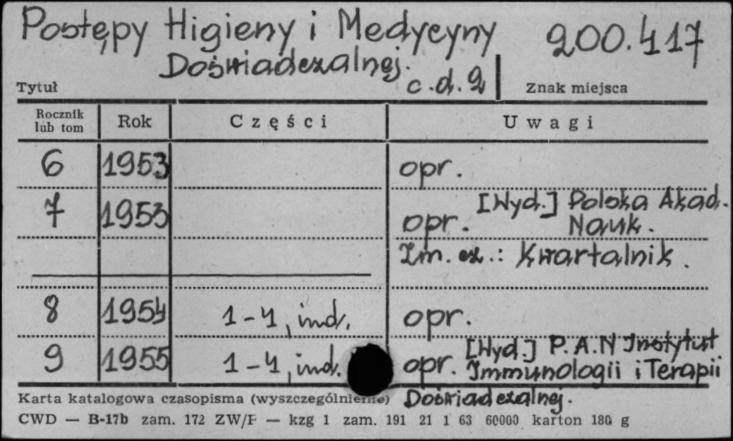 Postępy Higieny i Medycyny 200.417
Doświadczalnej.
Tytuł c.d.2 Znak miejsca
Rocznik lub tom Rok Części Uwagi
6 1953 opr.
7 1953 opr. [Wyd.] Polska Akad. Nauk.
Zm. cz.: Kwartalnik.
8 1954 1-4, ind. opr.
9 1955 1-4, ind. opr. [Wyd.] P.A.N Instytut
Immunologii i Terapii
Karta katalogowa czasopisma (wyszczególnienie) Doświadczalnej.
CWD — B-17b zam. 172 ZW/F — kzg 1 zam. 191 21 1 63 60000 karton 180 g